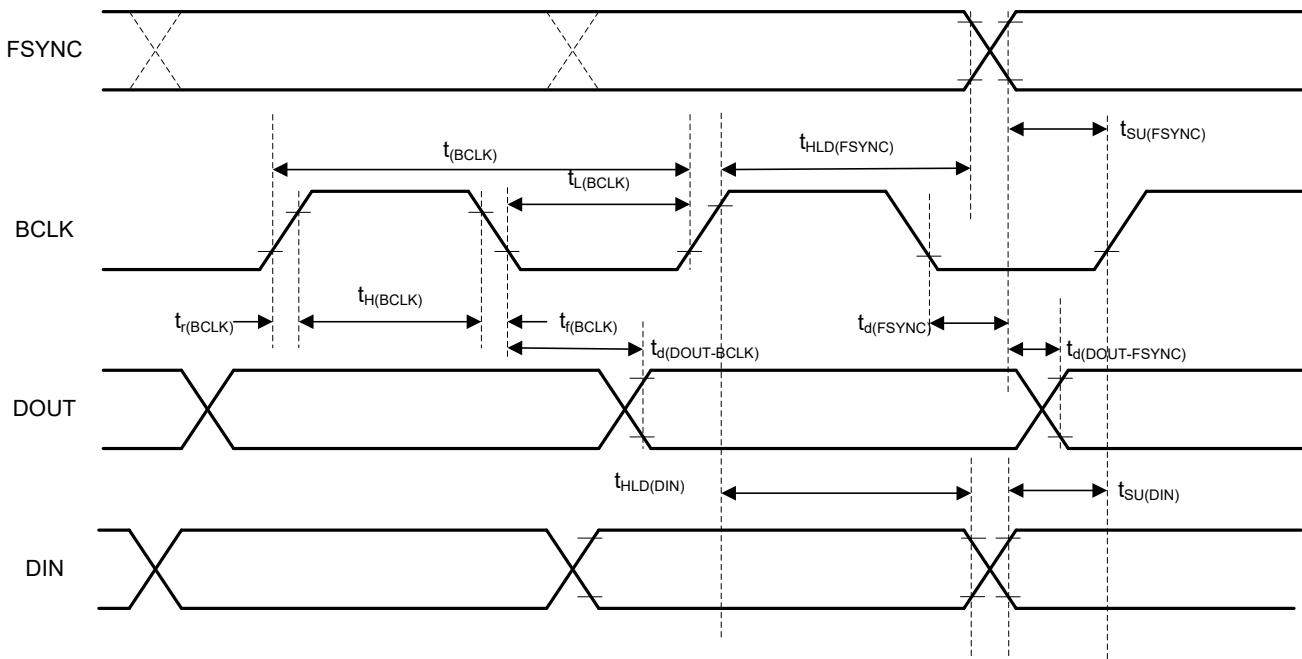 FSYNC
t(BCLK)
tHLD(FSYNC)
tSU(FSYNC)
tL(BCLK)
BCLK
tr(BCLK)
tH(BCLK)
tf(BCLK)
td(FSYNC)
td(DOUT-BCLK)
td(DOUT-FSYNC)
DOUT
tHLD(DIN)
tSU(DIN)
DIN